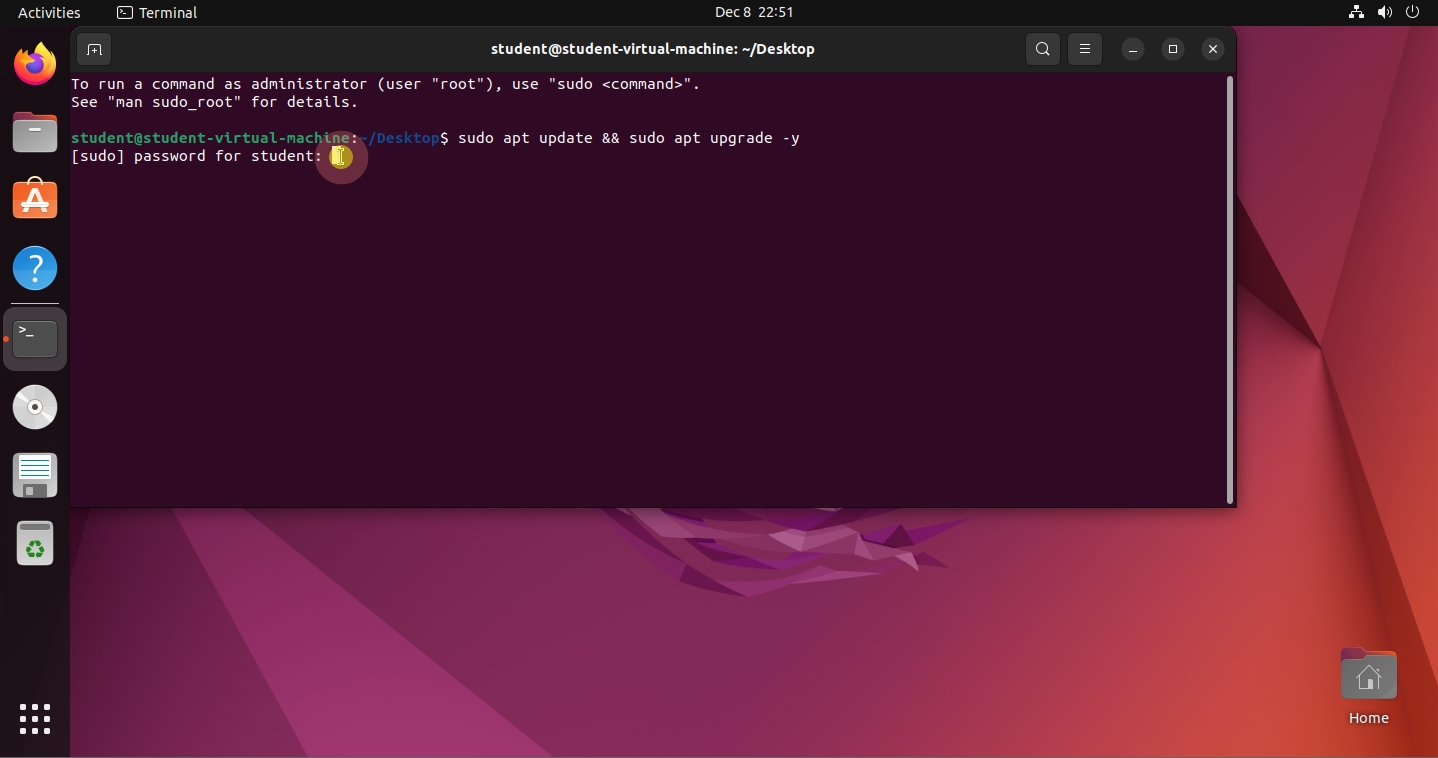 Activities
Terminal
Dec 8 22:51
student@student-virtual-machine: ~/Desktop
To run a command as administrator (user "root"), use "sudo <command>".
See "man sudo_root" for details.
student@student-virtual-machine:~/Desktop$ sudo apt update && sudo apt upgrade -y
[sudo] password for student:
Home